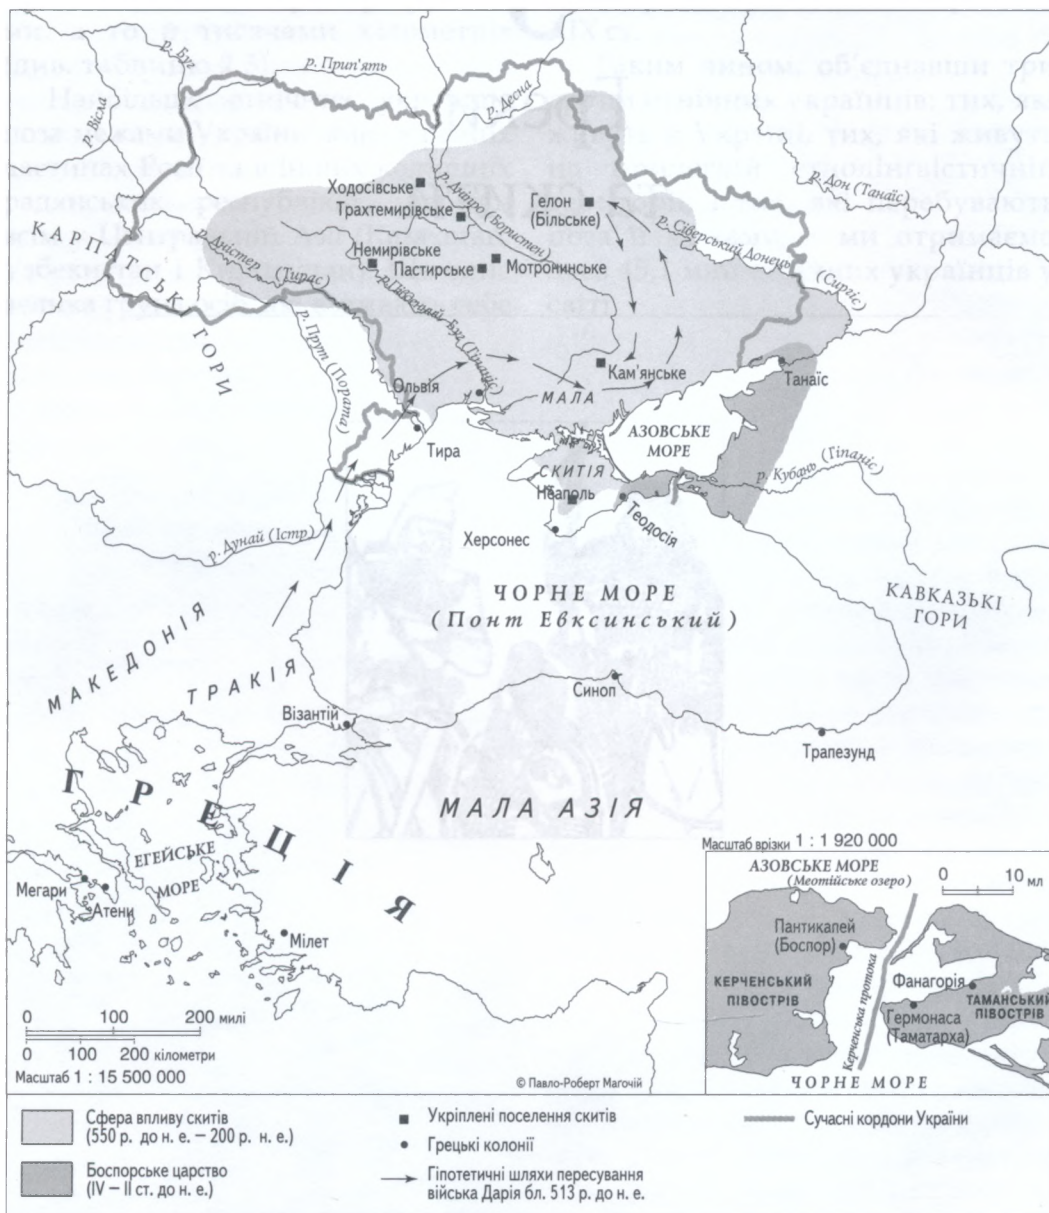 р. Буг
р. Прип'ять
р. Десна
р. Вісла
р. Дон (Танаїс)
Ходосівське
Трахтемирівське
р. Дніпро (Бористен)
Гелон
(Більське)
р. Сіверський Донець
(Сиргіс)
КАРПАТСЬКІ ГОРИ
р. Дністер (Тирас)
Немирівське
Пастирське
Мотронинське
р. Південний Буг (Гіпаніс)
р. Прут (Пората)
Ольвія
Кам'янське
Танаїс
МАЛА
СКИТІЯ
Тира
АЗОВСЬКЕ
МОРЕ
р. Кубань (Гіпаніс)
Неаполь
Теодосія
Херсонес
р. Дунай (Істр)
ЧОРНЕ МОРЕ
(Понт Евксинський)
КАВКАЗЬКІ
ГОРИ
МАКЕДОНІЯ
ТРАКІЯ
Візантій
Синоп
Трапезунд
ГРЕЦІЯ
МАЛА АЗІЯ
ЕГЕЙСЬКЕ
МОРЕ
Мегари
Атени
Мілет
0 100 200 милі
0 100 200 кілометри
Масштаб 1 : 15 500 000
© Павло-Роберт Маґочій
Масштаб врізки 1 : 1 920 000
АЗОВСЬКЕ МОРЕ
(Меотійське озеро)
0 10
мл
Пантикапей
(Боспор)
КЕРЧЕНСЬКИЙ
ПІВОСТРІВ
Керченська протока
Фанагорія
Гермонаса
(Таматарха)
ТАМАНСЬКИЙ
ПІВОСТРІВ
ЧОРНЕ МОРЕ
Сфера впливу скитів
(550 р. до н. е. – 200 р. н. е.)
Боспорське царство
(IV – II ст. до н. е.)
Укріплені поселення скитів
Грецькі колонії
Гіпотетичні шляхи пересування
війська Дарія бл. 513 р. до н. е.
Сучасні кордони України